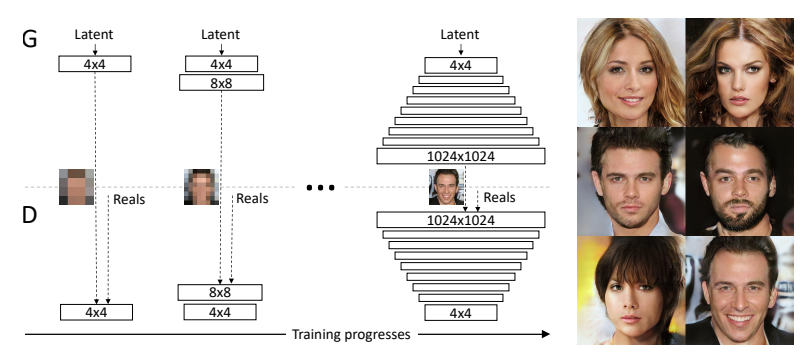 G
Latent
Latent
Latent
4x4
4x4
4x4
8x8
1024x1024
Reals
Reals
Reals
D
1024x1024
8x8
4x4
4x4
4x4
Training progresses